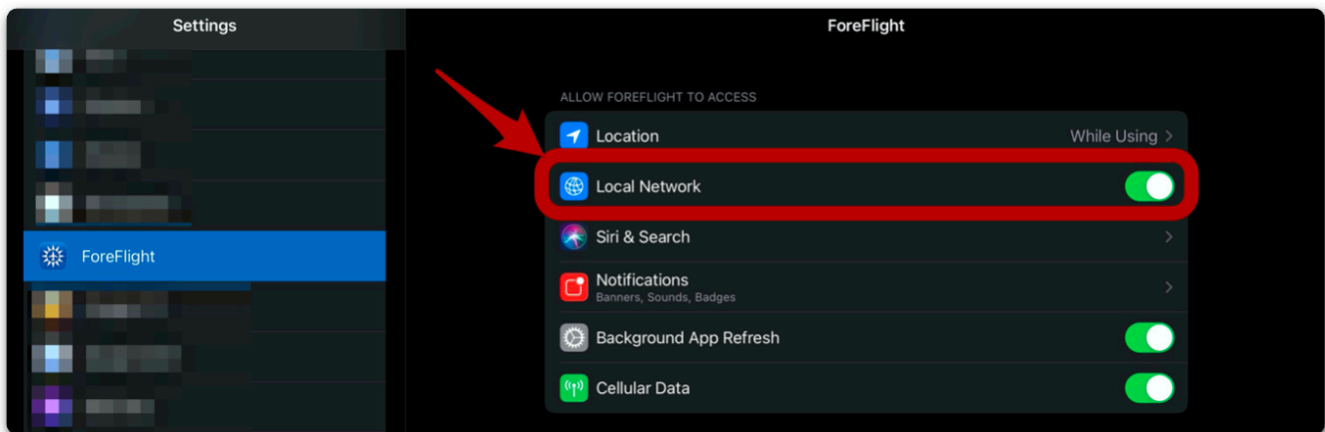 Settings
ForeFlight
ForeFlight
ALLOW FOREFLIGHT TO ACCESS
Location
While Using >
Local Network
Siri & Search >
Notifications >
Banners, Sounds, Badges
Background App Refresh
Cellular Data